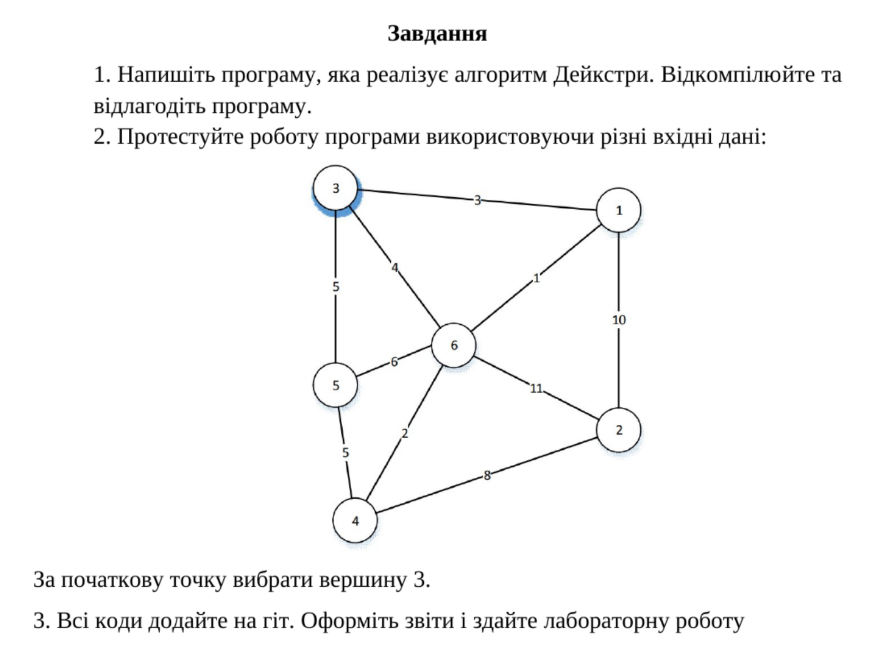 Завдання
1. Напишіть програму, яка реалізує алгоритм Дейкстри. Відкомпілюйте та
відлагодіть програму.
2. Протестуйте роботу програми використовуючи різні вхідні дані:
3
3
1
4
1
5
10
6
6
5
11
2
2
5
8
4
За початкову точку вибрати вершину 3.
3. Всі коди додайте на гіт. Оформіть звіти і здайте лабораторну роботу